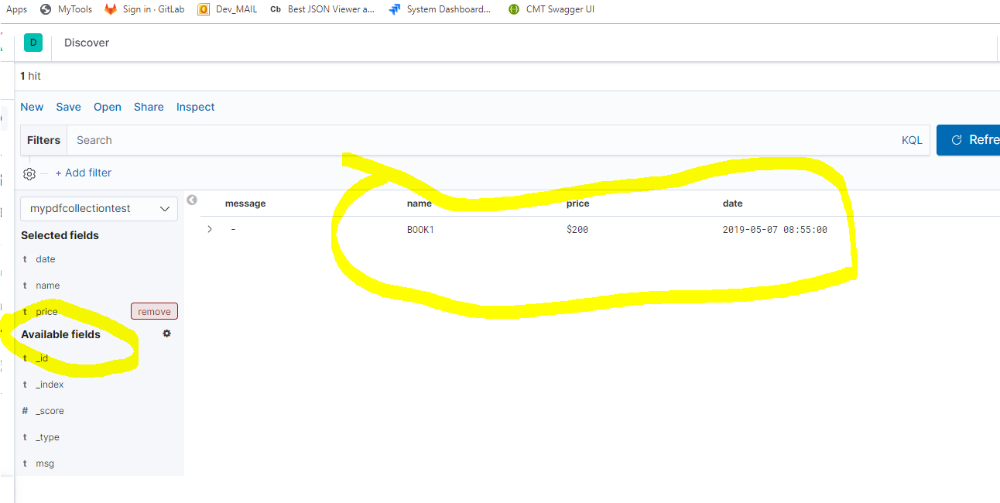 Apps MyTools Sign in · GitLab Dev_MAIL Cb Best JSON Viewer a... System Dashboard... CMT Swagger UI
D Discover
1 hit
New Save Open Share Inspect
Filters Search KQL Refre
+ Add filter
mypdfcollectiontest
message name price date
- BOOK1 $200 2019-05-07 08:55:00
Selected fields
t date
t name
t price remove
Available fields
t _id
t _index
# _score
t _type
t msg